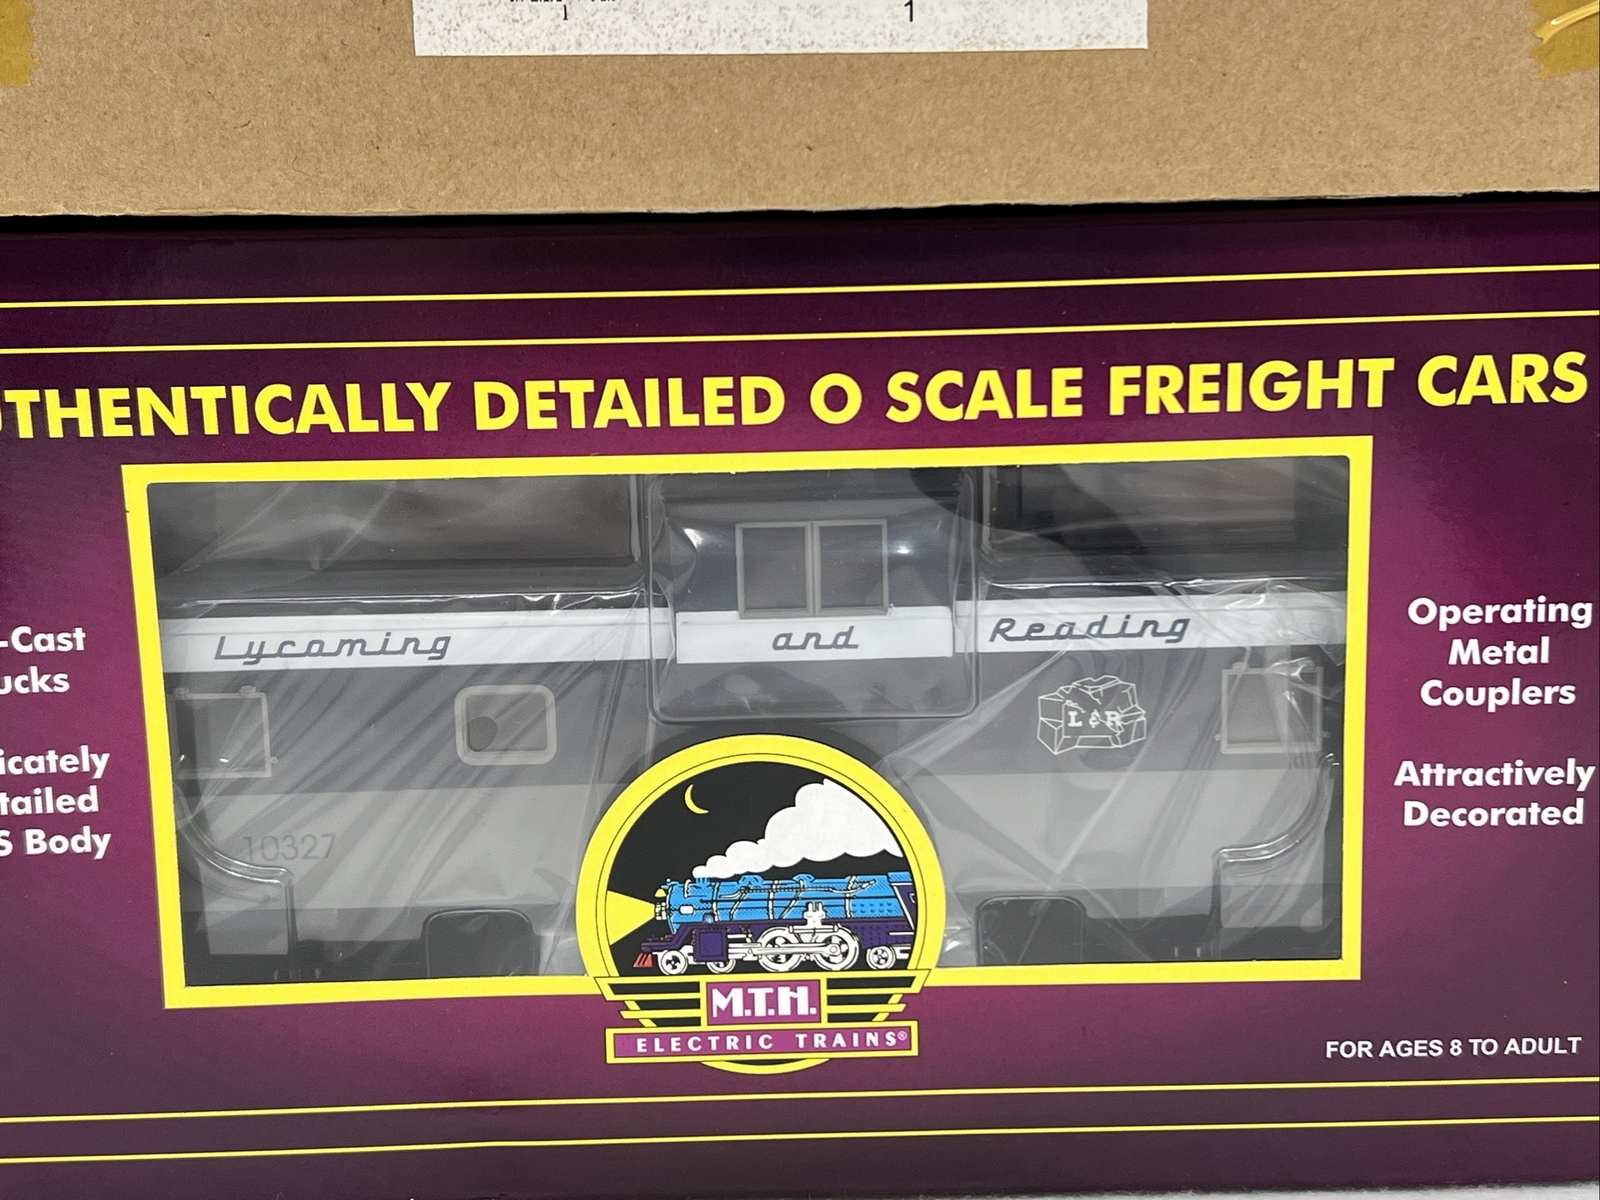 1 1
UTHENTICALLY DETAILED O SCALE FREIGHT CARS
-Cast
ucks
icately
tailed
S Body
Lycoming and Reading
L & R
10327
Operating
Metal
Couplers
Attractively
Decorated
M.T.H.
ELECTRIC TRAINS®
FOR AGES 8 TO ADULT